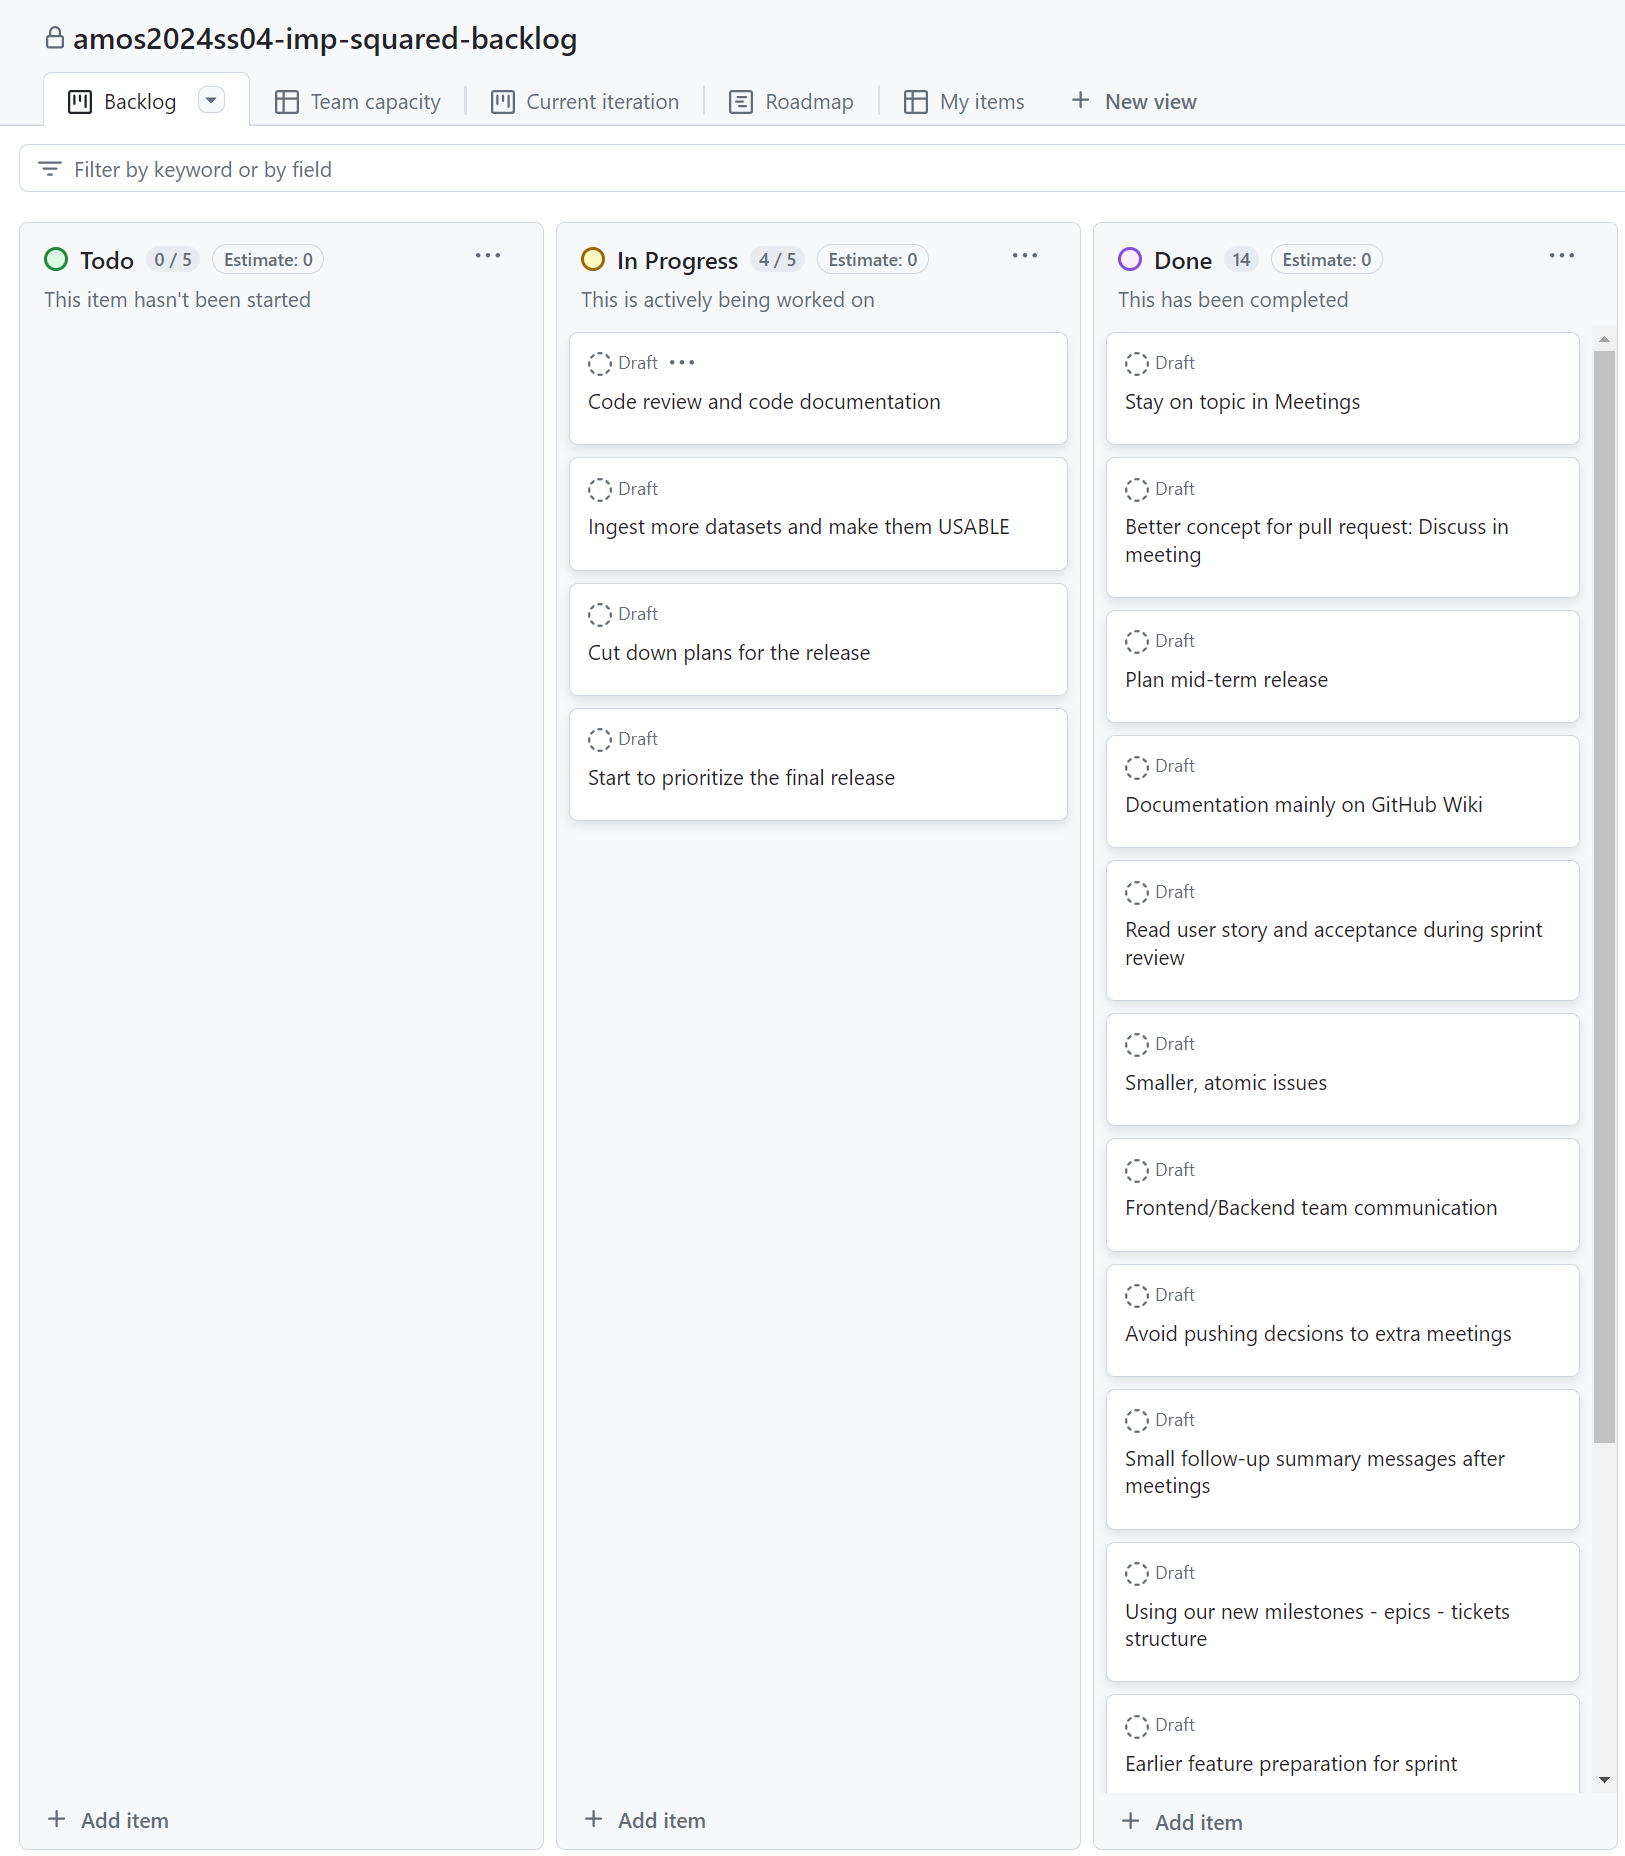 amos2024ss04-imp-squared-backlog
Backlog
Team capacity
Current iteration
Roadmap
My items
New view
Filter by keyword or by field
Todo 0 / 5 Estimate: 0
This item hasn't been started
Add item
In Progress 4 / 5 Estimate: 0
This is actively being worked on
Draft
Code review and code documentation
Draft
Ingest more datasets and make them USABLE
Draft
Cut down plans for the release
Draft
Start to prioritize the final release
Add item
Done 14 Estimate: 0
This has been completed
Draft
Stay on topic in Meetings
Draft
Better concept for pull request: Discuss in
meeting
Draft
Plan mid-term release
Draft
Documentation mainly on GitHub Wiki
Draft
Read user story and acceptance during sprint
review
Draft
Smaller, atomic issues
Draft
Frontend/Backend team communication
Draft
Avoid pushing decsions to extra meetings
Draft
Small follow-up summary messages after
meetings
Draft
Using our new milestones - epics - tickets
structure
Draft
Earlier feature preparation for sprint
Add item